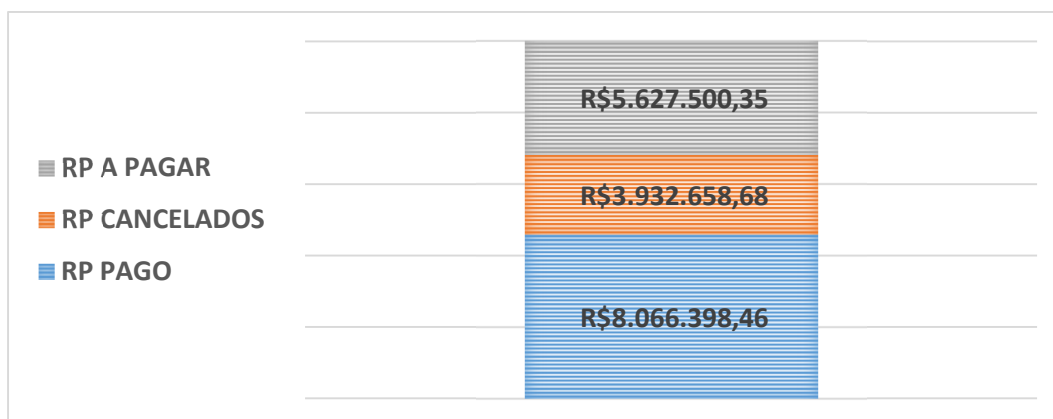 R$5.627.500,35
RP A PAGAR
R$3.932.658,68
RP CANCELADOS
RP PAGO
R$8.066.398,46